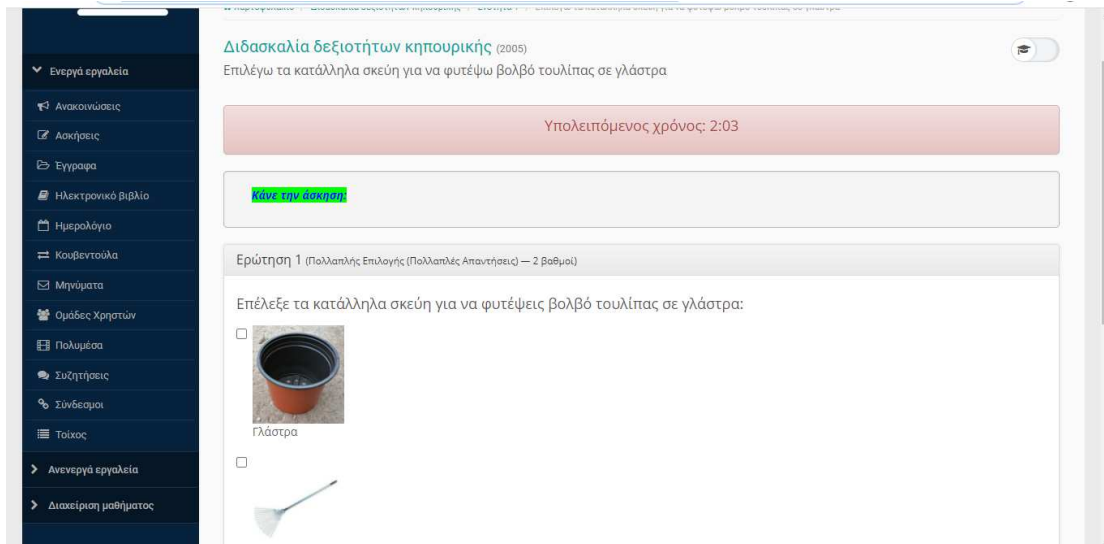 Διδασκαλία δεξιοτήτων κηπουρικής (2005)
Επιλέγω τα κατάλληλα σκεύη για να φυτέψω βολβό τουλίπας σε γλάστρα
Ενεργά εργαλεία
Ανακοινώσεις
Ασκήσεις
Έγγραφα
Ηλεκτρονικό βιβλίο
Ημερολόγιο
Κουβεντούλα
Μηνύματα
Ομάδες Χρηστών
Πολυμέσα
Συζητήσεις
Σύνδεσμοι
Τοίχος
Ανενεργά εργαλεία
Διαχείριση μαθήματος
Υπολειπόμενος χρόνος: 2:03
Κάνε την άσκηση:
Ερώτηση 1 (Πολλαπλής Επιλογής (Πολλαπλές Απαντήσεις) — 2 βαθμοί)
Επέλεξε τα κατάλληλα σκεύη για να φυτέψεις βολβό τουλίπας σε γλάστρα:
Γλάστρα